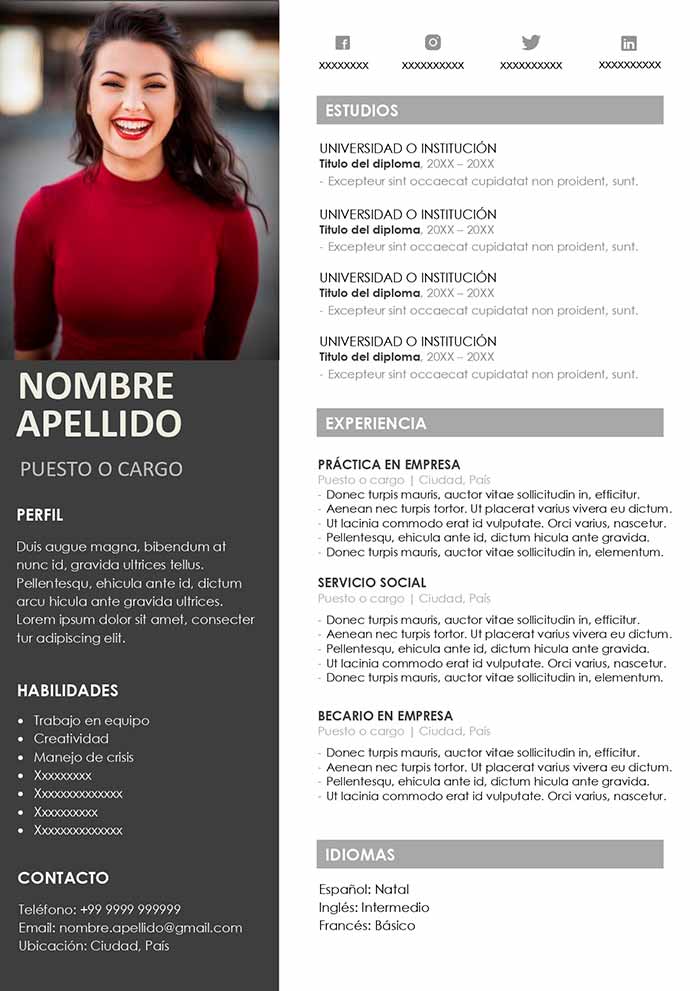 NOMBRE
APELLIDO
PUESTO O CARGO
PERFIL
Duis augue magna, bibendum at
nunc id, gravida ultrices tellus.
Pellentesqu, ehicula ante id, dictum
arcu hicula ante gravida ultrices.
Lorem ipsum dolor sit amet, consecter
tur adipiscing elit.
HABILIDADES
• Trabajo en equipo
• Creatividad
• Manejo de crisis
• Xxxxxxxxx
• Xxxxxxxxxxxxxx
• Xxxxxxxxxx
• Xxxxxxxxxxxxxx
CONTACTO
Teléfono: +99 9999 999999
Email: nombre.apellido@gmail.com
Ubicación: Ciudad, País
xxxxxxxx xxxxxxxxxx xxxxxxxxxx xxxxxxxxxx
ESTUDIOS
UNIVERSIDAD O INSTITUCIÓN
Titulo del diploma, 20XX – 20XX
- Excepteur sint occaecat cupidatat non proident, sunt.
UNIVERSIDAD O INSTITUCIÓN
Titulo del diploma, 20XX – 20XX
- Excepteur sint occaecat cupidatat non proident, sunt.
UNIVERSIDAD O INSTITUCIÓN
Titulo del diploma, 20XX – 20XX
- Excepteur sint occaecat cupidatat non proident, sunt.
UNIVERSIDAD O INSTITUCIÓN
Titulo del diploma, 20XX – 20XX
- Excepteur sint occaecat cupidatat non proident, sunt.
EXPERIENCIA
PRÁCTICA EN EMPRESA
Puesto o cargo | Ciudad, País
- Donec turpis mauris, auctor vitae sollicitudin in, efficitur.
- Aenean nec turpis tortor. Ut placerat varius vivera eu dictum.
- Ut lacinia commodo erat id vulputate. Orci varius, nascetur.
- Pellentesqu, ehicula ante id, dictum hicula ante gravida.
- Donec turpis mauris, auctor vitae sollicitudin in, elementum.
SERVICIO SOCIAL
Puesto o cargo | Ciudad, País
- Donec turpis mauris, auctor vitae sollicitudin in, efficitur.
- Aenean nec turpis tortor. Ut placerat varius vivera eu dictum.
- Pellentesqu, ehicula ante id, dictum hicula ante gravida.
- Ut lacinia commodo erat id vulputate. Orci varius, nascetur.
- Donec turpis mauris, auctor vitae sollicitudin in, elementum.
BECARIO EN EMPRESA
Puesto o cargo | Ciudad, País
- Donec turpis mauris, auctor vitae sollicitudin in, efficitur.
- Aenean nec turpis tortor. Ut placerat varius vivera eu dictum.
- Pellentesqu, ehicula ante id, dictum hicula ante gravida.
- Ut lacinia commodo erat id vulputate. Orci varius, nascetur.
IDIOMAS
Español: Natal
Inglés: Intermedio
Francés: Básico